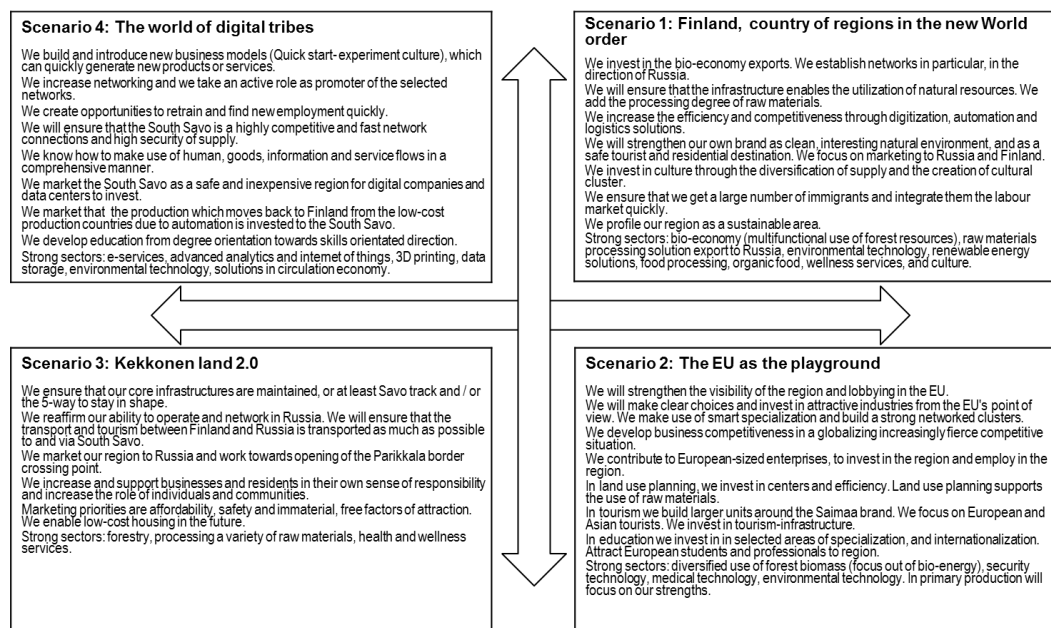 Scenario 4: The world of digital tribes
We build and introduce new business models (Quick start- experiment culture), which
can quickly generate new products or services.
We increase networking and we take an active role as promoter of the selected
networks.
We create opportunities to retrain and find new employment quickly.
We will ensure that the South Savo is a highly competitive and fast network
connections and high security of supply.
We know how to make use of human, goods, information and service flows in a
comprehensive manner.
We market the South Savo as a safe and inexpensive region for digital companies and
data centers to invest.
We market that the production which moves back to Finland from the low-cost
production countries due to automation is invested to the South Savo.
We develop education from degree orientation towards skills orientated direction.
Strong sectors: e-services, advanced analytics and internet of things, 3D printing, data
storage, environmental technology, solutions in circulation economy.
Scenario 1: Finland, country of regions in the new World
order
We invest in the bio-economy exports. We establish networks in particular, in the
direction of Russia.
We will ensure that the infrastructure enables the utilization of natural resources. We
add the processing degree of raw materials.
We increase the efficiency and competitiveness through digitization, automation and
logistics solutions.
We will strengthen our own brand as clean, interesting natural environment, and as a
safe tourist and residential destination. We focus on marketing to Russia and Finland.
We invest in culture through the diversification of supply and the creation of cultural
cluster.
We ensure that we get a large number of immigrants and integrate them the labour
market quickly.
We profile our region as a sustainable area.
Strong sectors: bio-economy (multifunctional use of forest resources), raw materials
processing solution export to Russia, environmental technology, renewable energy
solutions, food processing, organic food, wellness services, and culture.
Scenario 3: Kekkonen land 2.0
We ensure that our core infrastructures are maintained, or at least Savo track and / or
the 5-way to stay in shape.
We reaffirm our ability to operate and network in Russia. We will ensure that the
transport and tourism between Finland and Russia is transported as much as possible
to and via South Savo.
We market our region to Russia and work towards opening of the Parikkala border
crossing point.
We increase and support businesses and residents in their own sense of responsibility
and increase the role of individuals and communities.
Marketing priorities are affordability, safety and immaterial, free factors of attraction.
We enable low-cost housing in the future.
Strong sectors: forestry, processing a variety of raw materials, health and wellness
services.
Scenario 2: The EU as the playground
We will strengthen the visibility of the region and lobbying in the EU.
We will make clear choices and invest in attractive industries from the EU's point of
view. We make use of smart specialization and build a strong networked clusters.
We develop business competitiveness in a globalizing increasingly fierce competitive
situation.
We contribute to European-sized enterprises, to invest in the region and employ in the
region.
In land use planning, we invest in centers and efficiency. Land use planning supports
the use of raw materials.
In tourism we build larger units around the Saimaa brand. We focus on European and
Asian tourists. We invest in tourism-infrastructure.
In education we invest in in selected areas of specialization, and internationalization.
Attract European students and professionals to region.
Strong sectors: diversified use of forest biomass (focus out of bio-energy), security
technology, medical technology, environmental technology. In primary production will
focus on our strengths.